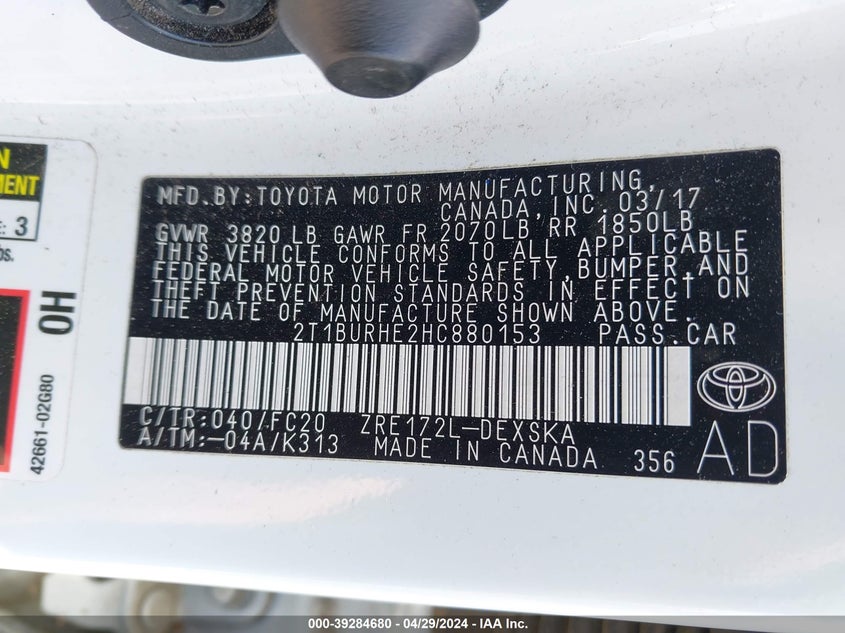 N
MENT
E: 3
bs.
OH
42661-02G80
MFD.BY:TOYOTA MOTOR MANUFACTURING,
CANADA,INC.03/17
GVWR 3820 LB GAWR FR 2070LB RR 1850LB
THIS VEHICLE CONFORMS TO ALL APPLICABLE
FEDERAL MOTOR VEHICLE SAFETY,BUMPER,AND
THEFT PREVENTION STANDARDS IN EFFECT ON
THE DATE OF MANUFACTURE SHOWN ABOVE.
2T1BURHE2HC880153 PASS.CAR
C/TR:040/FC20 ZRE172L-DEXSKA
A/TM:-04A/K313 MADE IN CANADA 356
AD
000-39284680 - 04/29/2024 - IAA Inc.